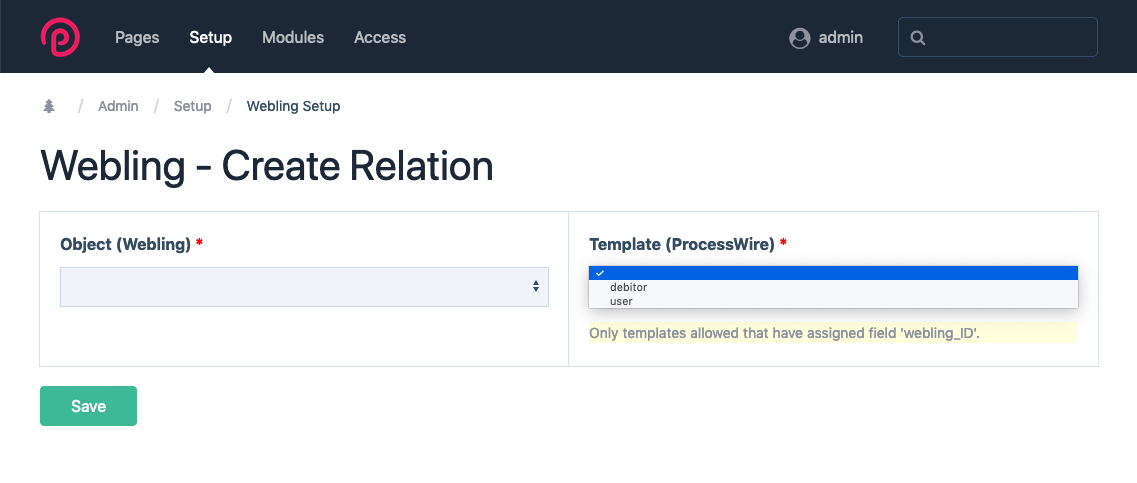 Pages Setup Modules Access admin
/ Admin / Setup / Webling Setup
Webling - Create Relation
Object (Webling) *
Template (ProcessWire) *
debitor
user
Only templates allowed that have assigned field 'webling_ID'.
Save